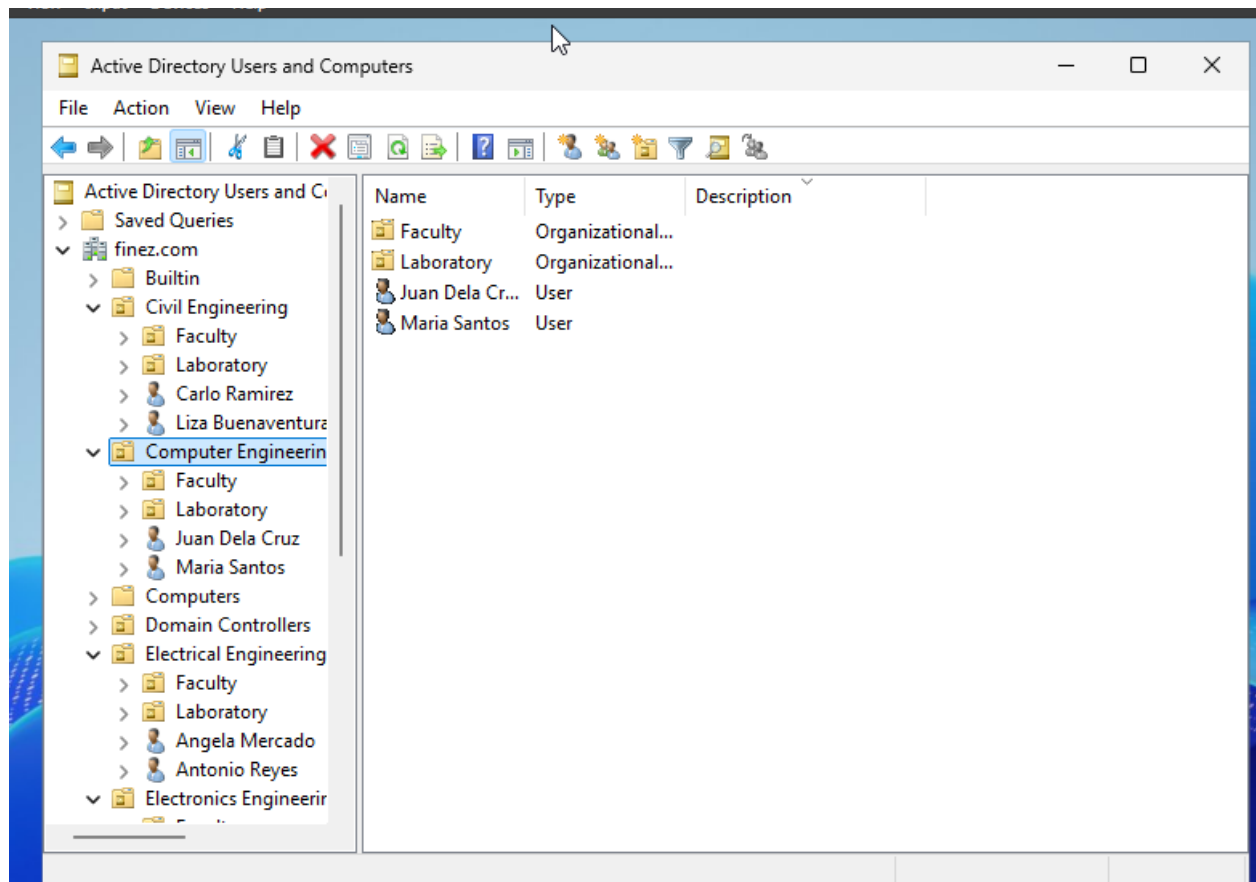 Active Directory Users and Computers
File Action View Help
Active Directory Users and Co
Saved Queries
finez.com
Builtin
Civil Engineering
Faculty
Laboratory
Carlo Ramirez
Liza Buenaventura
Computer Engineerin
Faculty
Laboratory
Juan Dela Cruz
Maria Santos
Computers
Domain Controllers
Electrical Engineering
Faculty
Laboratory
Angela Mercado
Antonio Reyes
Electronics Engineerin
Name Type Description
Faculty Organizational...
Laboratory Organizational...
Juan Dela Cr... User
Maria Santos User